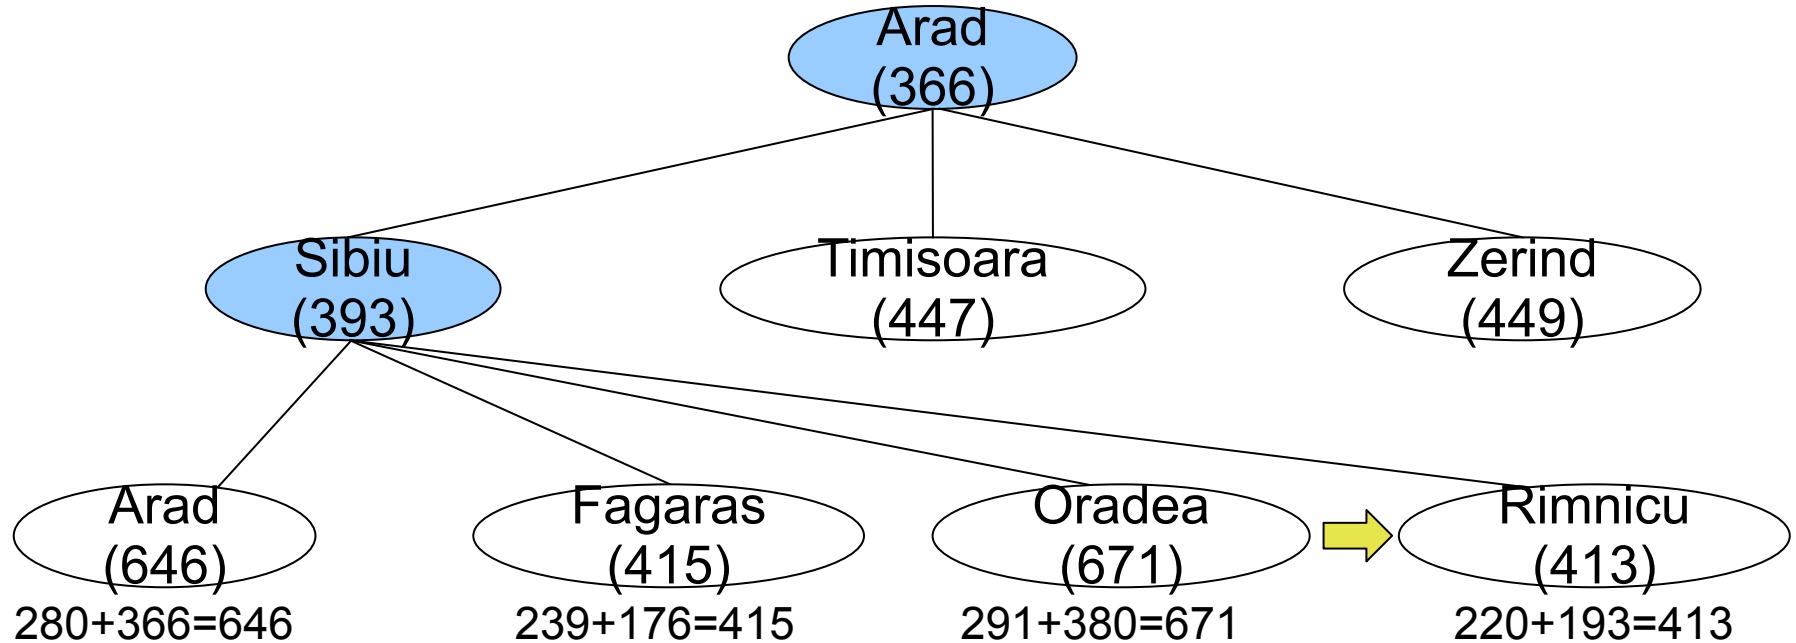 Arad
(366)
Sibiu
(393)
Timisoara
(447)
Zerind
(449)
Arad
(646)
280+366=646
Fagaras
(415)
239+176=415
Oradea
(671)
291+380=671
Rimnicu
(413)
220+193=413